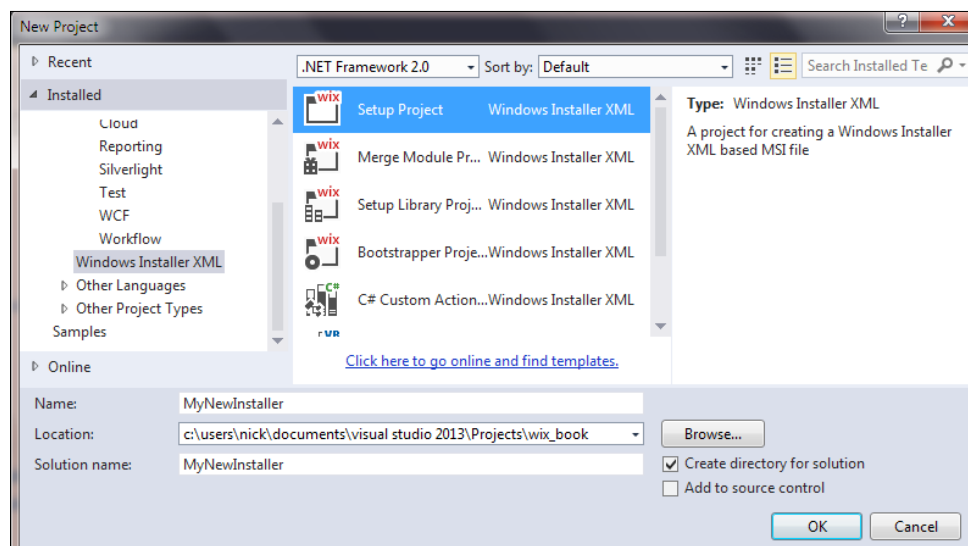 New Project
Recent
.NET Framework 2.0 Sort by: Default Search Installed Te
Installed
Cloud
Reporting
Silverlight
Test
WCF
Workflow
Windows Installer XML
Other Languages
Other Project Types
Samples
Online
wix Setup Project Windows Installer XML
wix Merge Module Pr... Windows Installer XML
wix Setup Library Proj... Windows Installer XML
wix Bootstrapper Proje...Windows Installer XML
C# C# Custom Action...Windows Installer XML
VB
Click here to go online and find templates.
Type: Windows Installer XML
A project for creating a Windows Installer
XML based MSI file
Name: MyNewInstaller
Location: c:\users\nick\documents\visual studio 2013\Projects\wix_book Browse...
Solution name: MyNewInstaller
Create directory for solution
Add to source control
OK Cancel